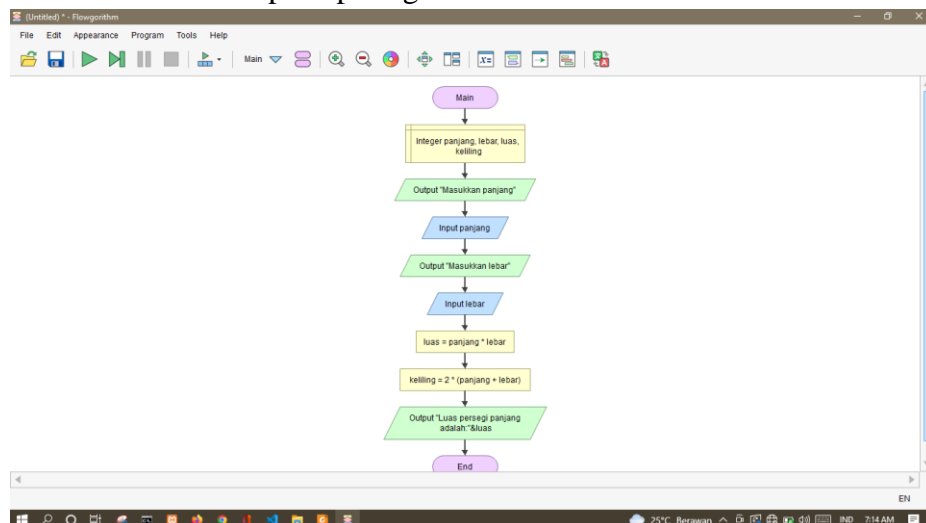 (Untitled) * - Flowgorithm
File Edit Appearance Program Tools Help
Main
x=
Main
Integer panjang, lebar, luas,
keliling
Output "Masukkan panjang"
Input panjang
Output "Masukkan lebar"
Input lebar
luas = panjang * lebar
keliling = 2 * (panjang + lebar)
Output "Luas persegi panjang
adalah:"&luas
End
EN
25°C Berawan
IND
7:14 AM